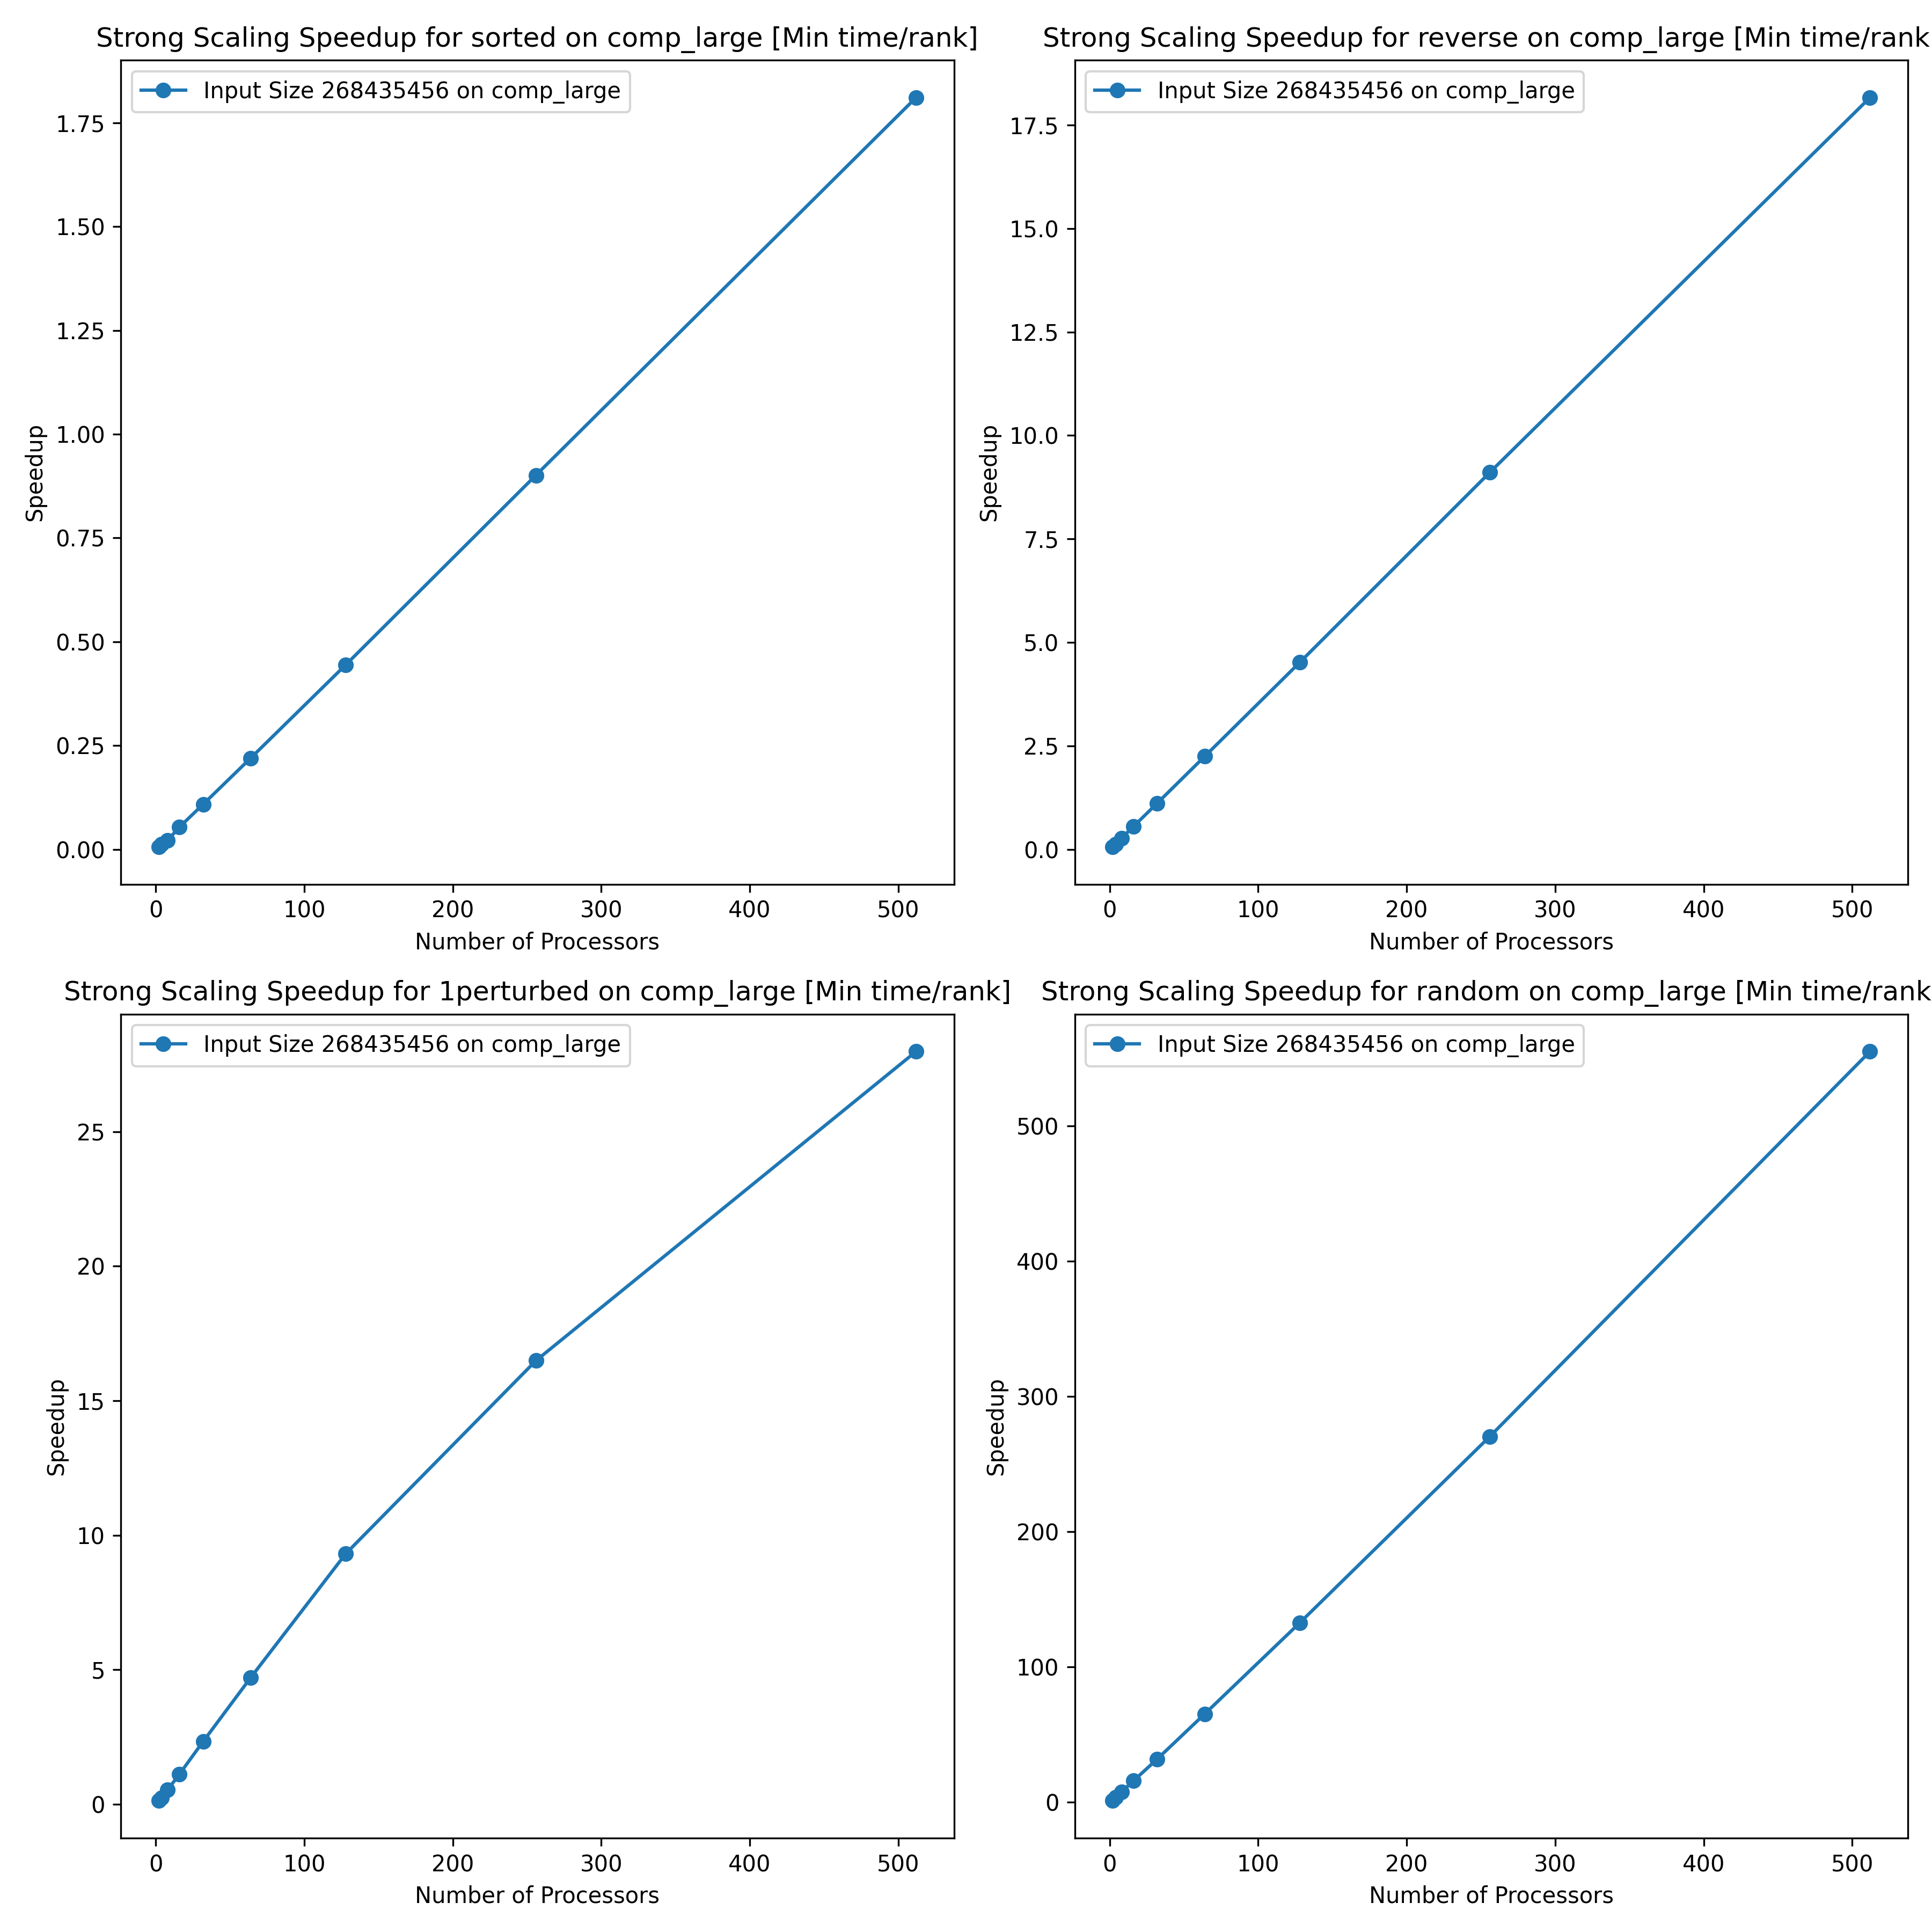 Strong Scaling Speedup for sorted on comp_large [Min time/rank]
Input Size 268435456 on comp_large
1.75
1.50
1.25
1.00
0.75
0.50
0.25
0.00
Speedup
0 100 200 300 400 500
Number of Processors
Strong Scaling Speedup for reverse on comp_large [Min time/rank
Input Size 268435456 on comp_large
17.5
15.0
12.5
10.0
7.5
5.0
2.5
0.0
Speedup
0 100 200 300 400 500
Number of Processors
Strong Scaling Speedup for 1perturbed on comp_large [Min time/rank]
Input Size 268435456 on comp_large
25
20
15
10
5
0
Speedup
0 100 200 300 400 500
Number of Processors
Strong Scaling Speedup for random on comp_large [Min time/rank
Input Size 268435456 on comp_large
500
400
300
200
100
0
Speedup
0 100 200 300 400 500
Number of Processors